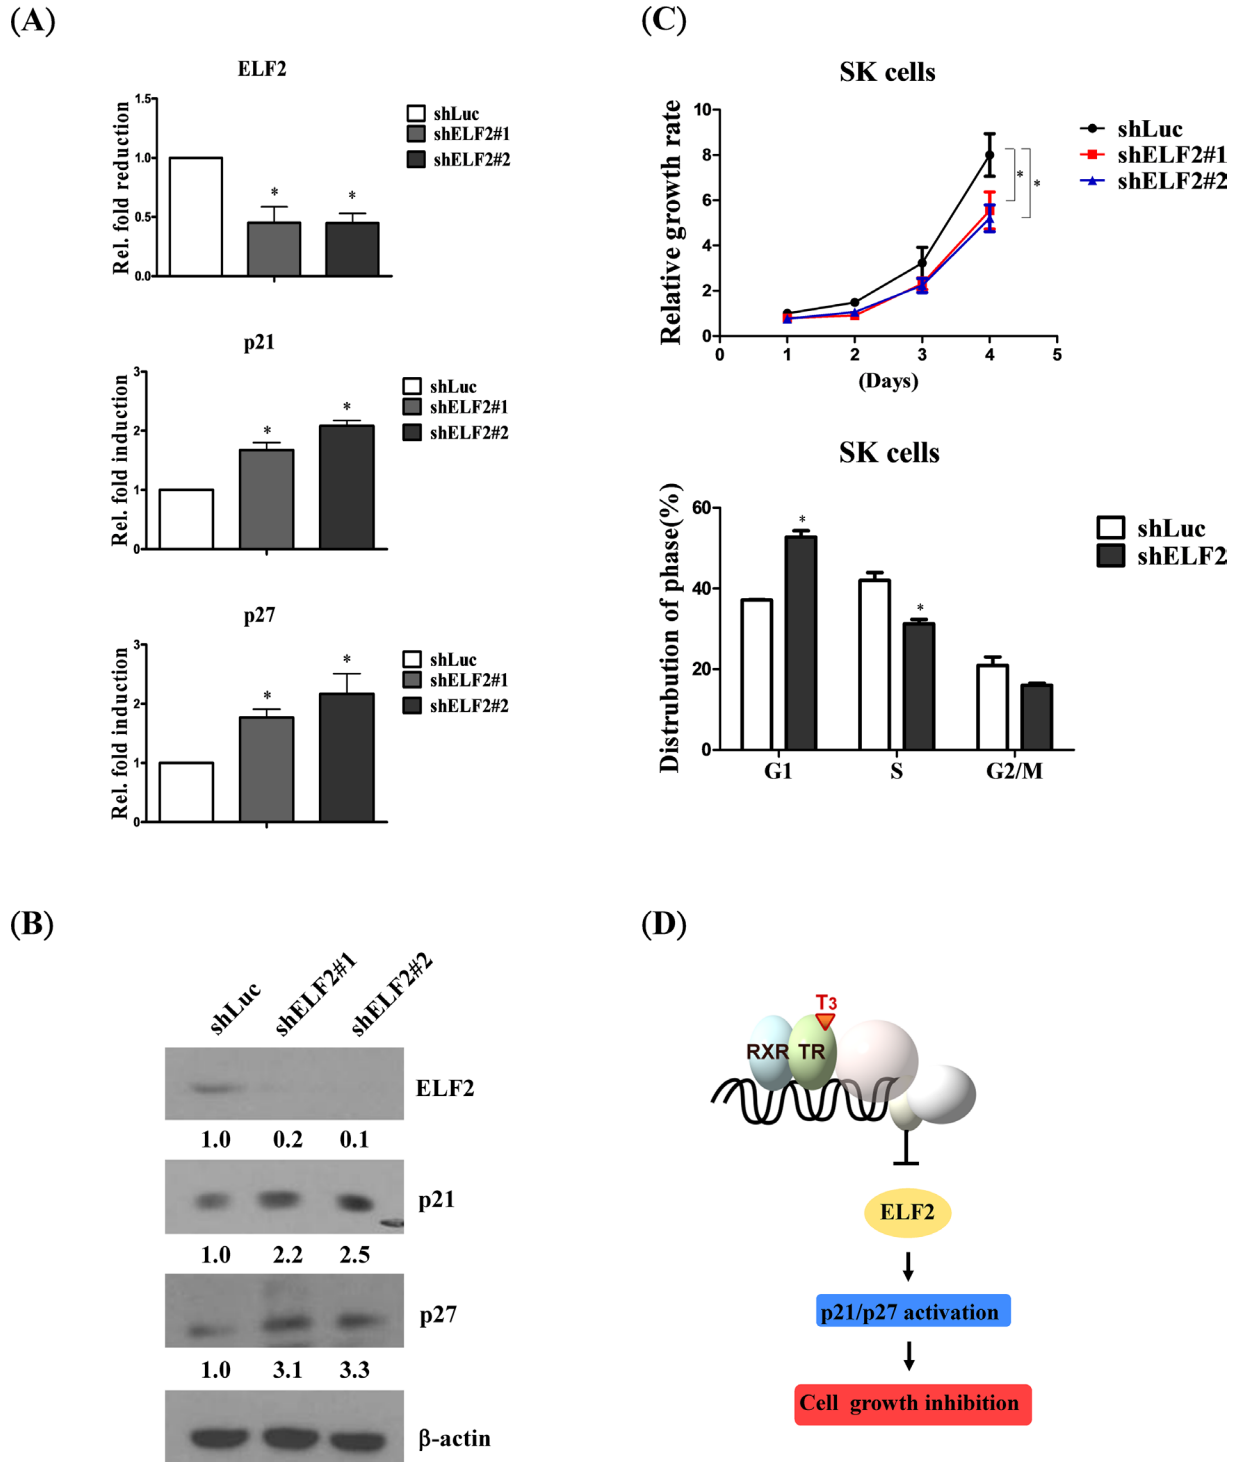 (A)
ELF2
Rel. fold reduction
1.5
1.0
0.5
0.0
*
*
shLuc
shELF2#1
shELF2#2
p21
Rel. fold induction
3
2
1
0
*
*
shLuc
shELF2#1
shELF2#2
p27
Rel. fold induction
3
2
1
0
*
*
shLuc
shELF2#1
shELF2#2
(B)
shLuc
shELF2#1
shELF2#2
ELF2
1.0 0.2 0.1
p21
1.0 2.2 2.5
p27
1.0 3.1 3.3
β-actin
(C)
SK cells
Relative growth rate
10
8
6
4
2
0
0 1 2 3 4 5
(Days)
*
*
shLuc
shELF2#1
shELF2#2
SK cells
Distrubution of phase(%)
60
40
20
0
*
*
G1 S G2/M
shLuc
shELF2
(D)
T3
RXR TR
ELF2
p21/p27 activation
Cell growth inhibition